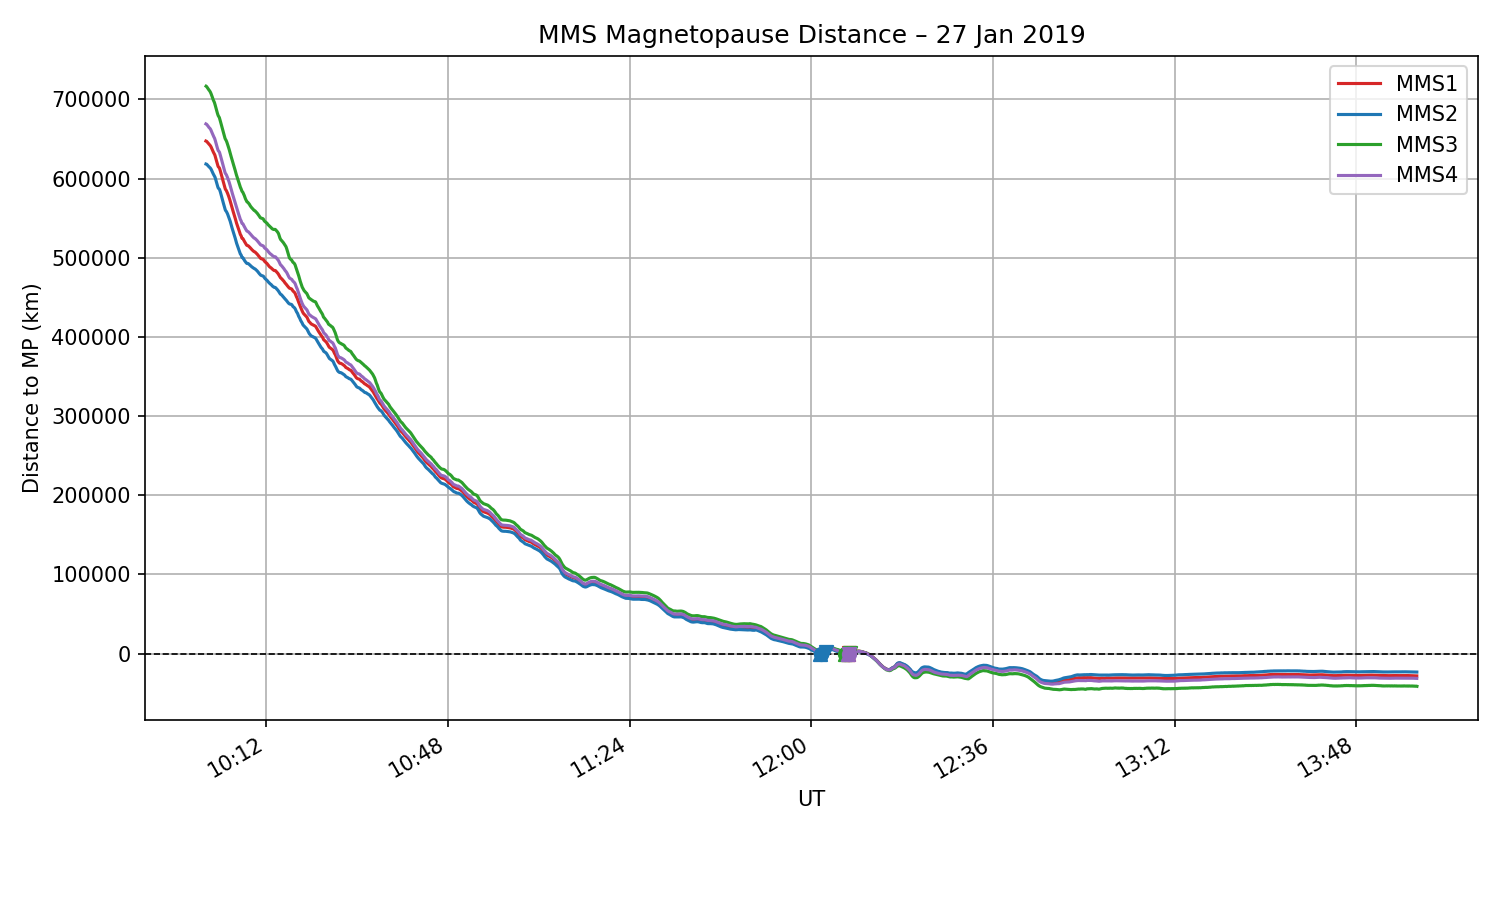 MMS Magnetopause Distance – 27 Jan 2019
MMS1
MMS2
MMS3
MMS4
Distance to MP (km)
700000
600000
500000
400000
300000
200000
100000
0
10:12
10:48
11:24
12:00
12:36
13:12
13:48
UT